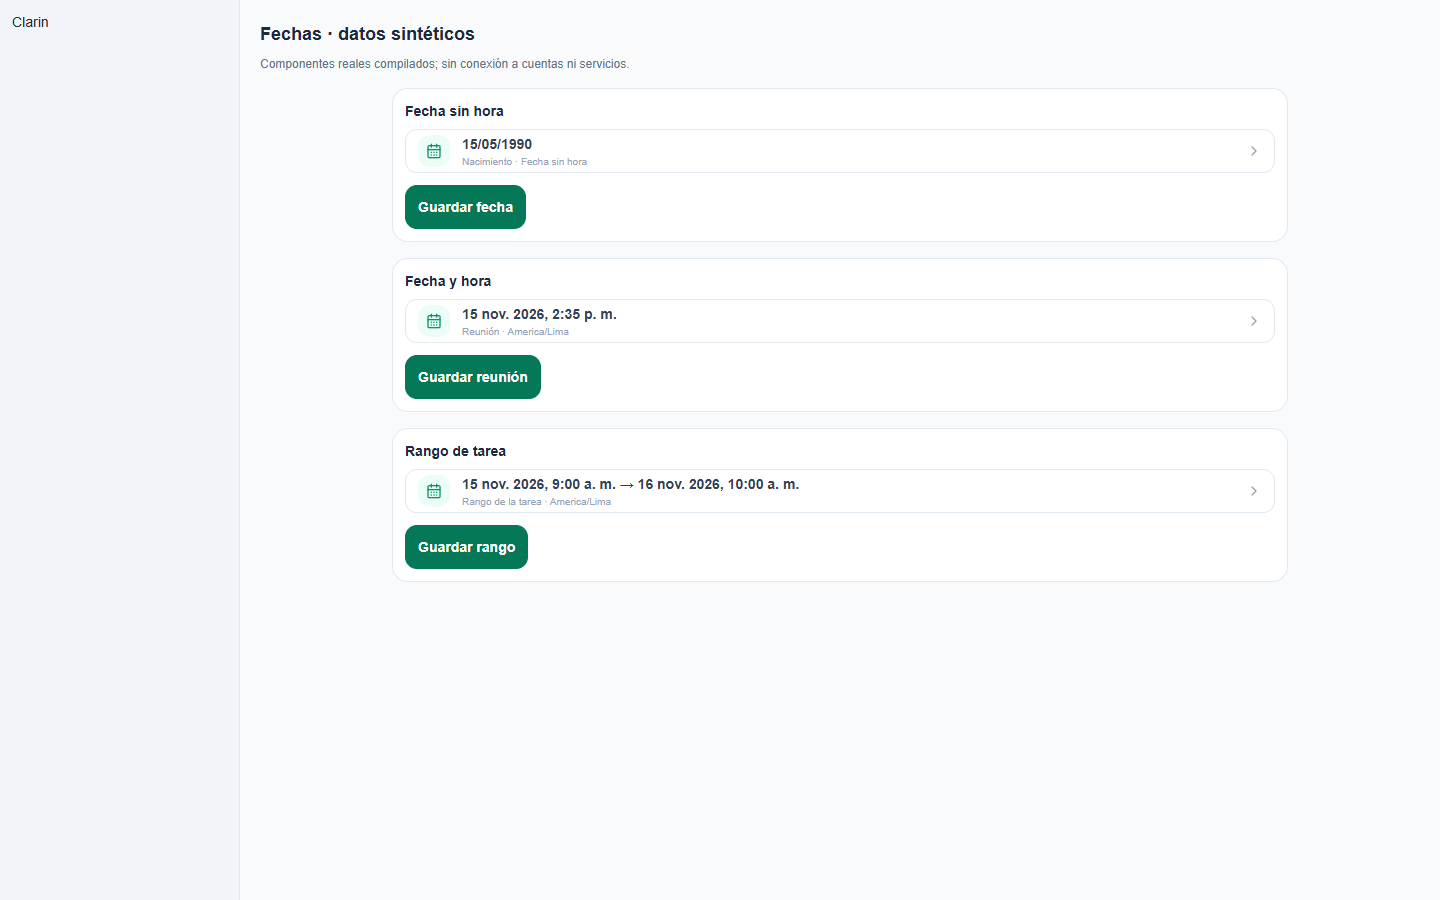 Clarin
Fechas · datos sintéticos
Componentes reales compilados; sin conexión a cuentas ni servicios.
Fecha sin hora
15/05/1990
Nacimiento · Fecha sin hora
Guardar fecha
Fecha y hora
15 nov. 2026, 2:35 p. m.
Reunión · America/Lima
Guardar reunión
Rango de tarea
15 nov. 2026, 9:00 a. m. → 16 nov. 2026, 10:00 a. m.
Rango de la tarea · America/Lima
Guardar rango